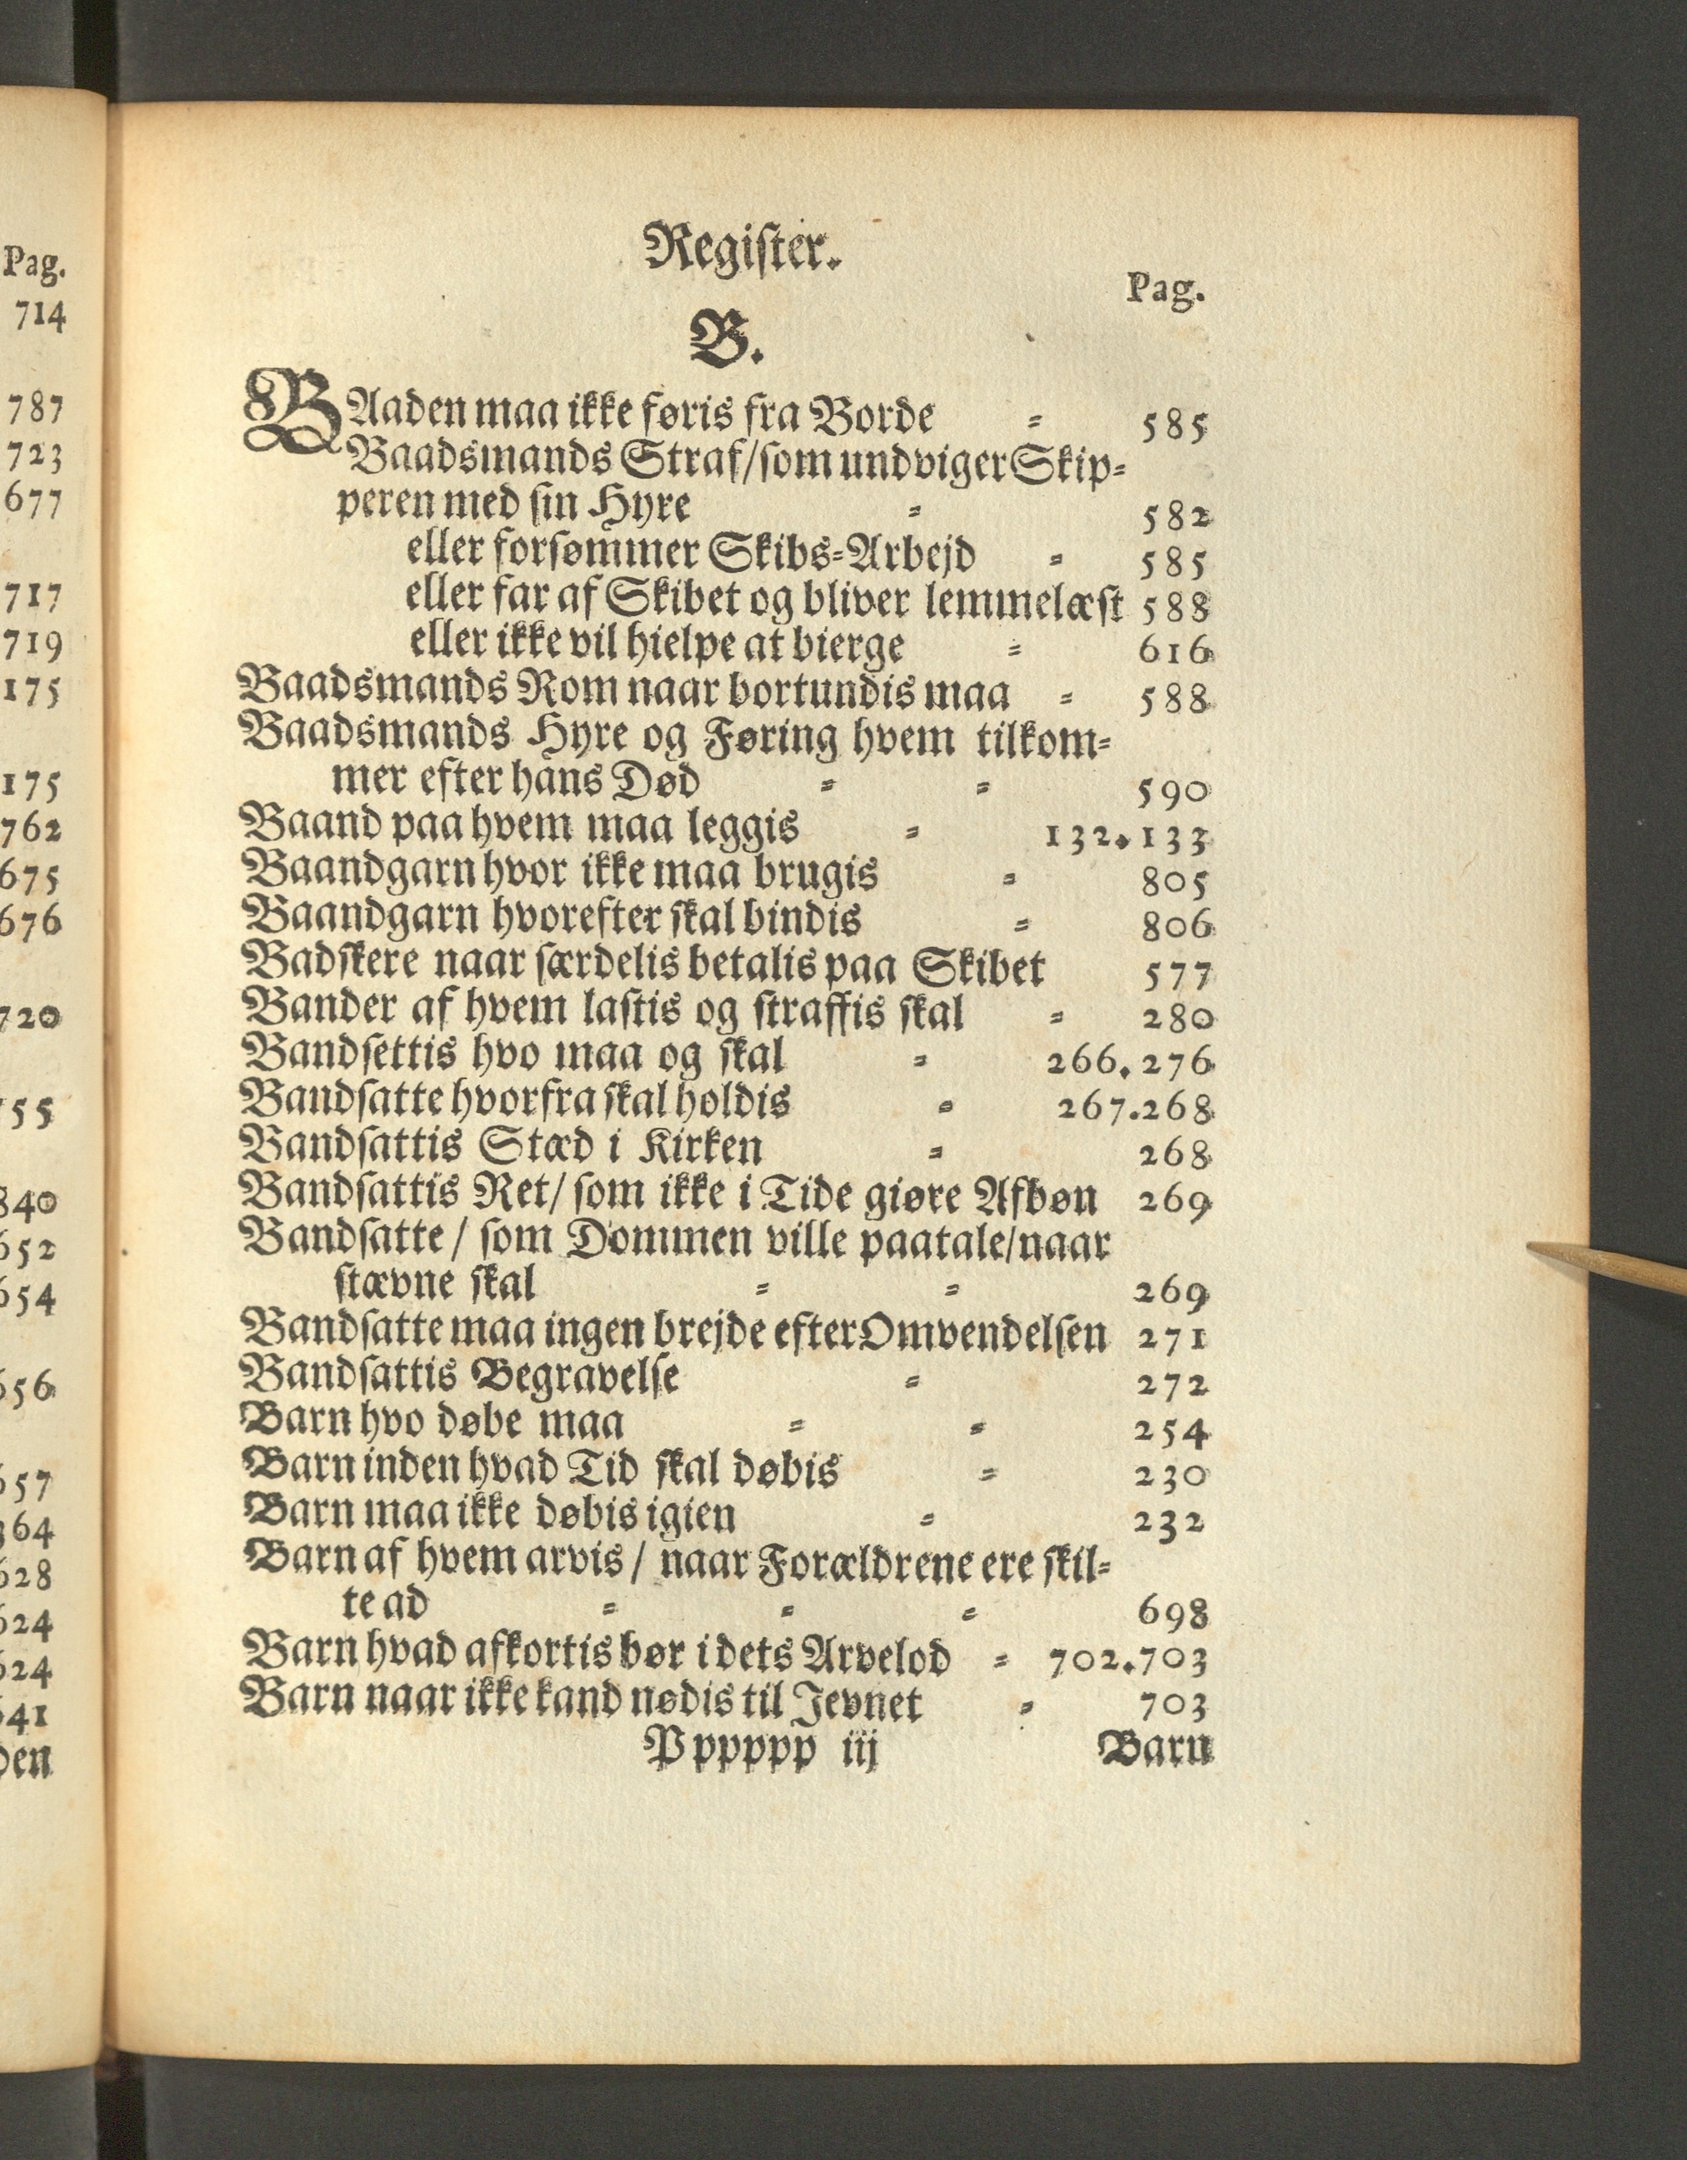 Pag.
714
787
723
677
717
719
175
175
762
675
676
720
755
840
652
654
656
657
364
628
624
624
641
den
Regiſter.
Pag.
B.
BAaden maa ikke føris fra Borde = 585
Baadsmands Straf/ſom undviger Skip=
peren med ſin Hyre = 582
eller forſømmer Skibs=Arbejd = 585
eller far af Skibet og bliver lemmelæſt 588
eller ikke vil hielpe at bierge = 616
Baadsmands Rom naar bortundis maa = 588
Baadsmands Hyre og Føring hvem tilkom=
mer efter hans Død = = 590
Baand paa hvem maa leggis = 132.133
Baandgarn hvor ikke maa brugis = 805
Baandgarn hvorefter ſkal bindis = 806
Badſkere naar ſærdelis betalis paa Skibet 577
Bander af hvem laſtis og ſtraffis ſkal = 280
Bandſettis hvo maa og ſkal = 266.276
Bandſatte hvorfra ſkal holdis = 267.268
Bandſattis Stæd i Kirken = 268
Bandſattis Ret/ ſom ikke i Tide giøre Afbøn 269
Bandſatte / ſom Dommen ville paatale/naar
ſtævne ſkal = = 269
Bandſatte maa ingen brejde efter Omvendelſen 271
Bandſattis Begravelſe = 272
Barn hvo døbe maa = = 254
Barn inden hvad Tid ſkal døbis = 230
Barn maa ikke døbis igien = 232
Barn af hvem arvis / naar Forældrene ere ſkil=
te ad = = = 698
Barn hvad afkortis bør i dets Arvelod = 702.703
Barn naar ikke kand nødis til Jevnet = 703
Pppppp iij Barn